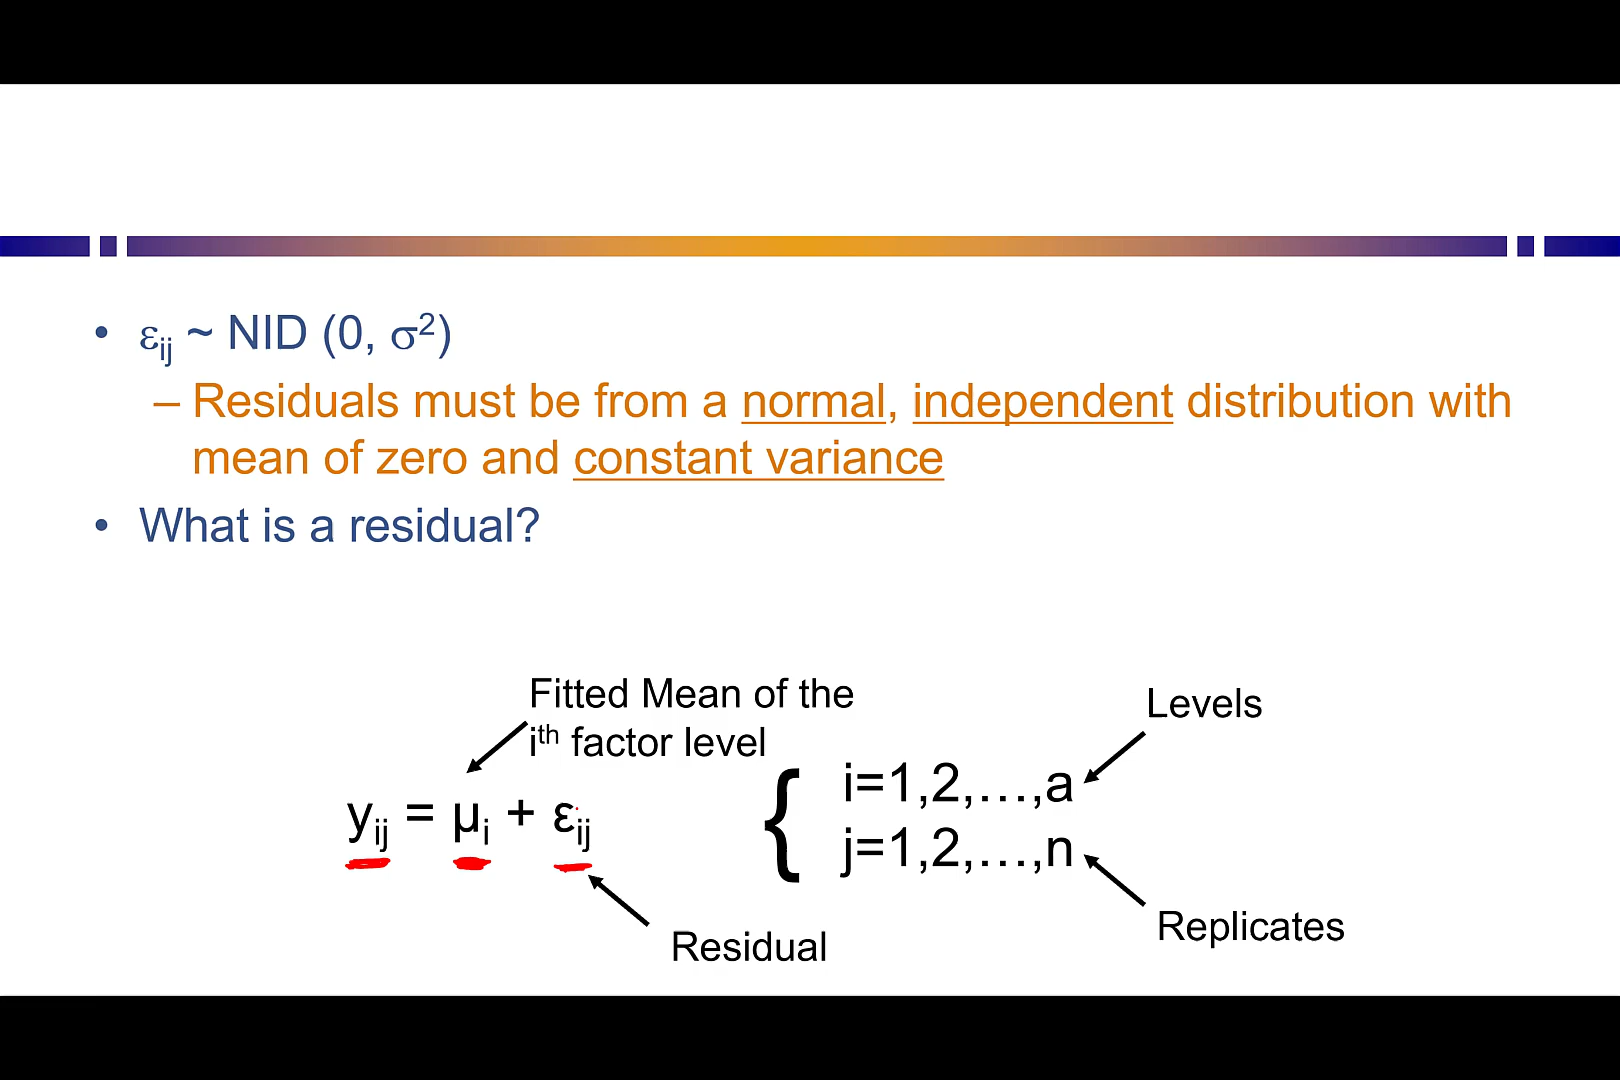 • εij ~ NID (0, σ²)
– Residuals must be from a normal, independent distribution with
mean of zero and constant variance
• What is a residual?
Fitted Mean of the
ith factor level
Levels
yij = μi + εij
{
i=1,2,…,a
j=1,2,…,n
Residual
Replicates